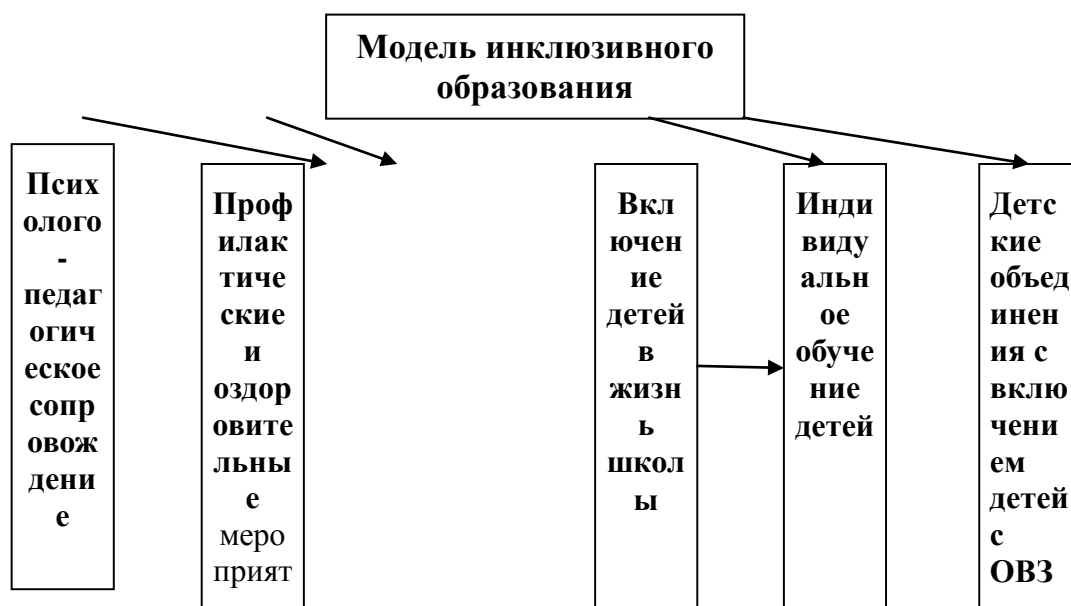 Модель инклюзивного
образования
Псих
олого
-
педаг
огич
еское
сопр
овож
дени
е
Проф
илак
тиче
ские
и
оздор
овите
льны
е
меро
прият
Вкл
ючен
ие
детей
в
жизн
ь
школ
ы
Инди
виду
альн
ое
обуче
ние
детей
Детс
кие
объед
инен
ия с
вклю
чени
ем
детей
с
ОВЗ